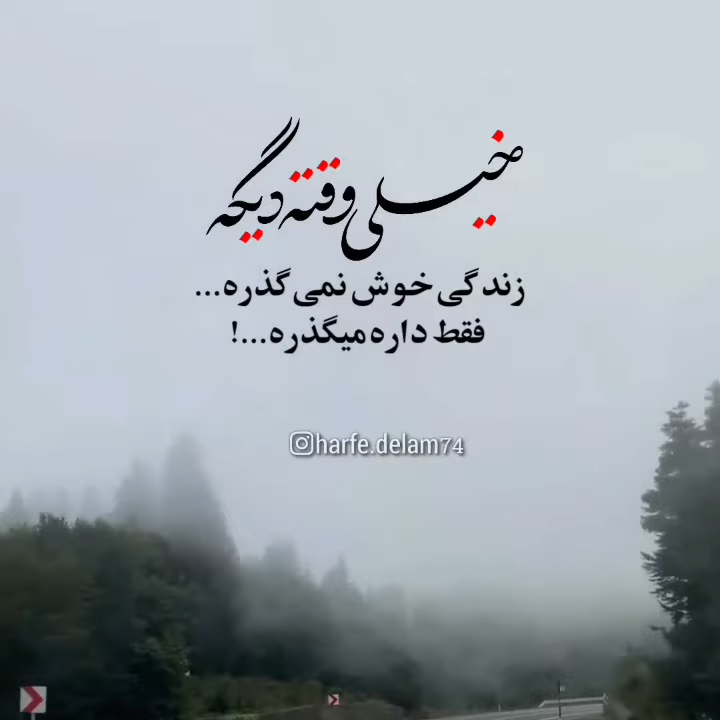 خیلی وقته دیگه
زندگی خوش نمی گذره...
فقط داره میگذره...!
harfe.delam74